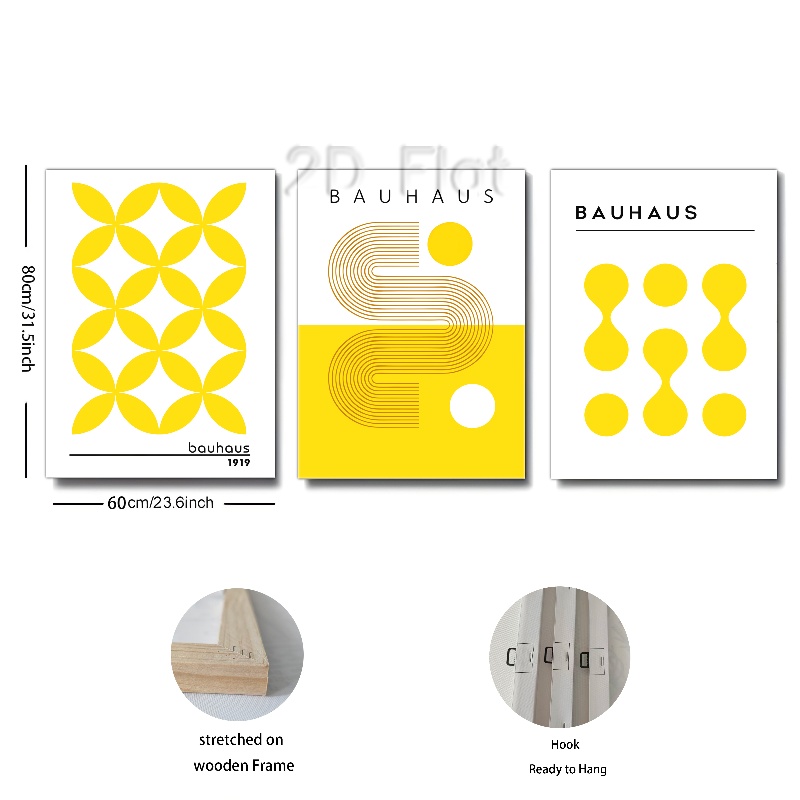 2D Flat
BAUHAUS
BAUHAUS
bauhaus
1919
80cm/31.5inch
60cm/23.6inch
stretched on
wooden Frame
Hook
Ready to Hang